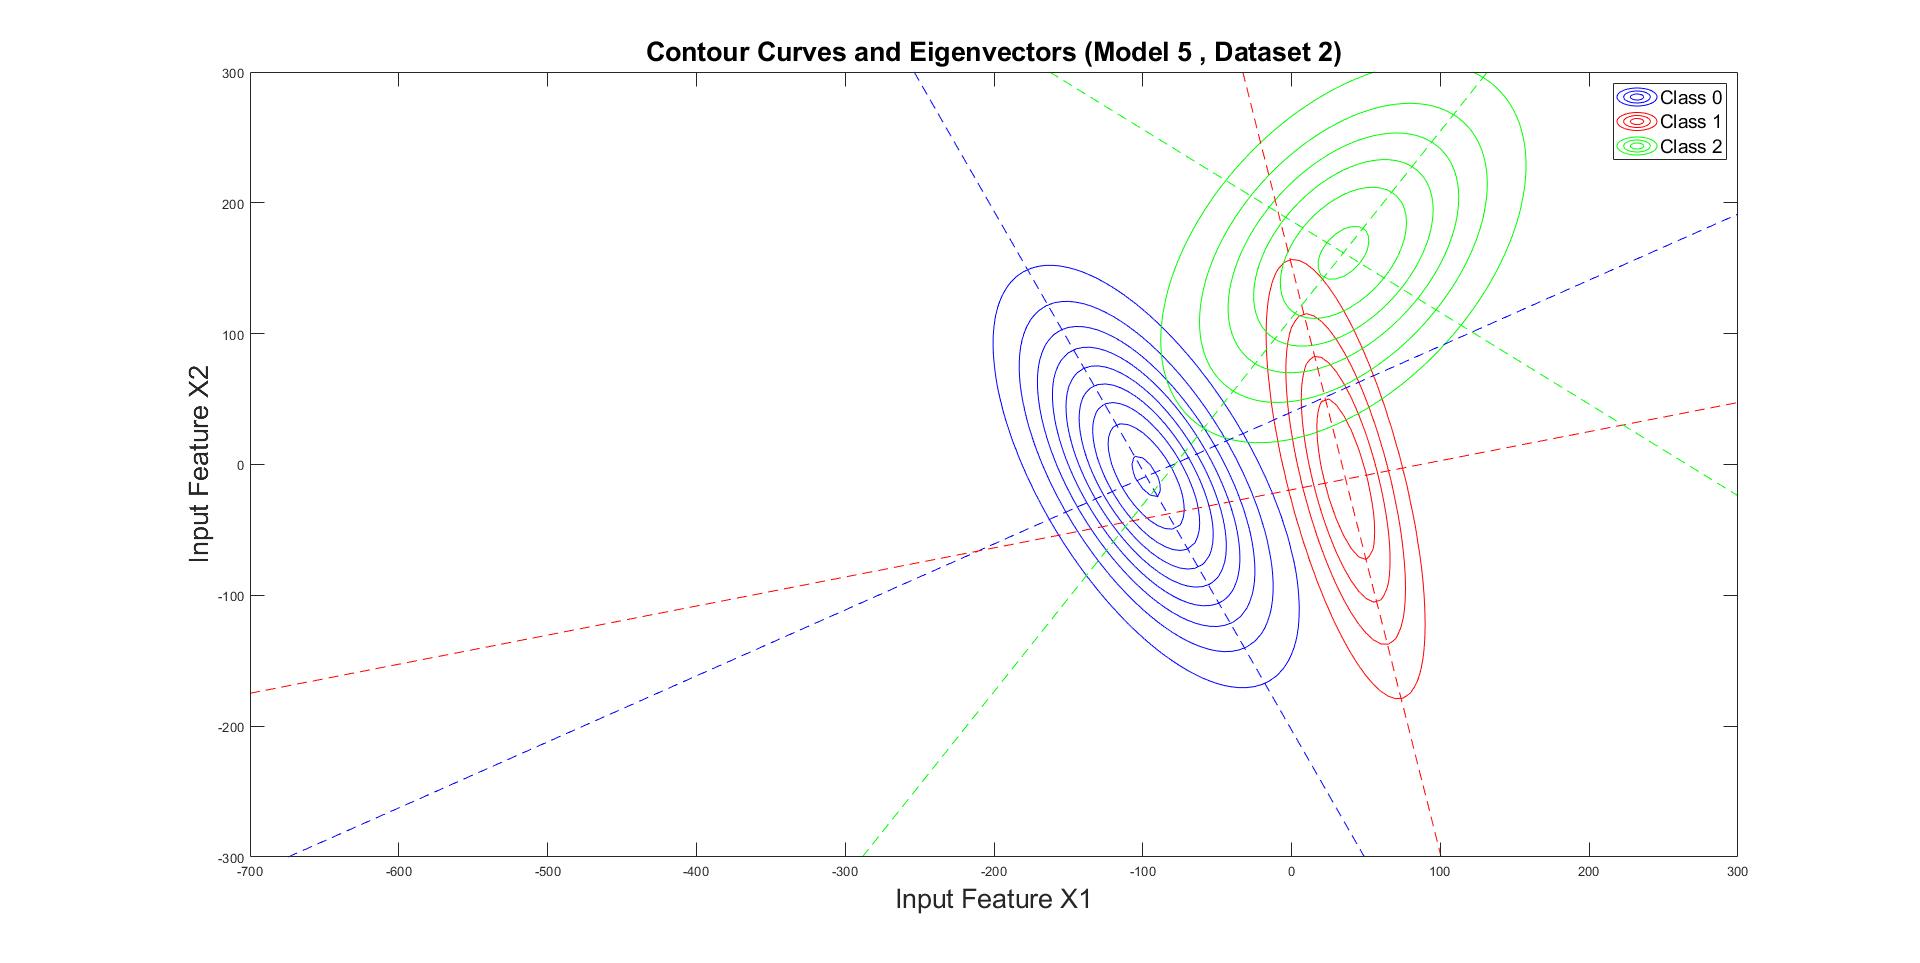 Contour Curves and Eigenvectors (Model 5 , Dataset 2)
Class 0
Class 1
Class 2
Input Feature X2
300
200
100
0
-100
-200
-300
-700 -600 -500 -400 -300 -200 -100 0 100 200 300
Input Feature X1